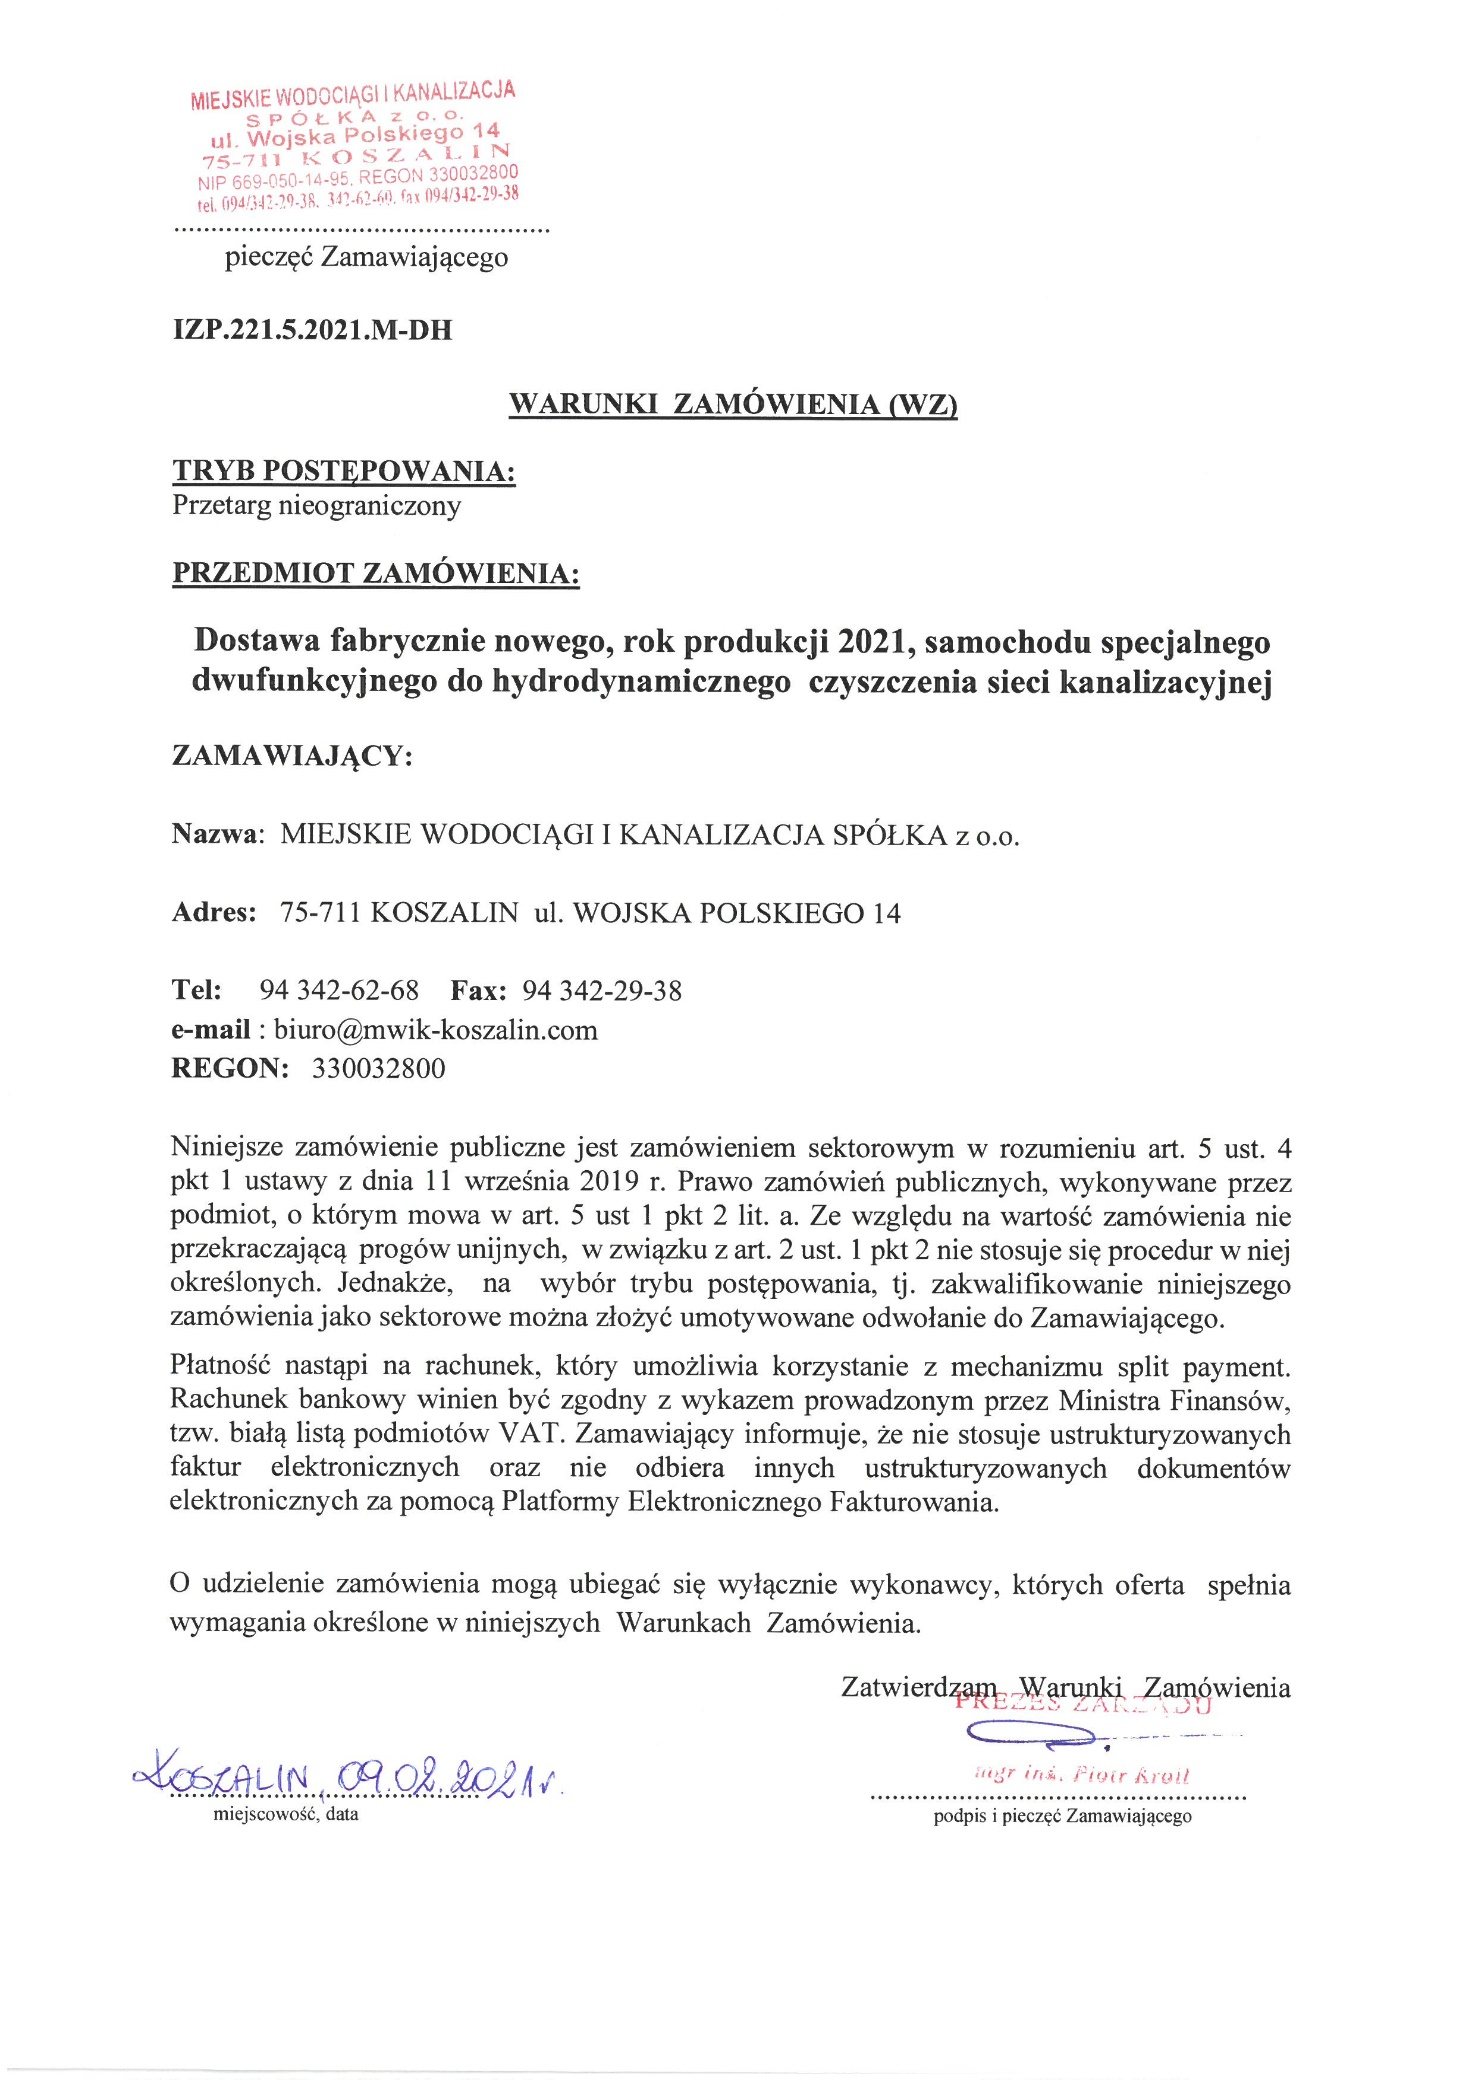 MIEJSKIE WODOCIĄGI I KANALIZACJA
SPÓŁKA z o.o.
ul. Wojska Polskiego 14
75-711 KOSZALIN
NIP 669-050-14-95, REGON 330032800
tel. 094/342-29-38, 342-62-60, fax 094/342-29-38
pieczęć Zamawiającego
IZP.221.5.2021.M-DH
WARUNKI ZAMÓWIENIA (WZ)
TRYB POSTĘPOWANIA:
Przetarg nieograniczony
PRZEDMIOT ZAMÓWIENIA:
Dostawa fabrycznie nowego, rok produkcji 2021, samochodu specjalnego
dwufunkcyjnego do hydrodynamicznego czyszczenia sieci kanalizacyjnej
ZAMAWIAJĄCY:
Nazwa: MIEJSKIE WODOCIĄGI I KANALIZACJA SPÓŁKA z o.o.
Adres: 75-711 KOSZALIN ul. WOJSKA POLSKIEGO 14
Tel: 94 342-62-68 Fax: 94 342-29-38
e-mail : biuro@mwik-koszalin.com
REGON: 330032800
Niniejsze zamówienie publiczne jest zamówieniem sektorowym w rozumieniu art. 5 ust. 4
pkt 1 ustawy z dnia 11 września 2019 r. Prawo zamówień publicznych, wykonywane przez
podmiot, o którym mowa w art. 5 ust 1 pkt 2 lit. a. Ze względu na wartość zamówienia nie
przekraczającą progów unijnych, w związku z art. 2 ust. 1 pkt 2 nie stosuje się procedur w niej
określonych. Jednakże, na wybór trybu postępowania, tj. zakwalifikowanie niniejszego
zamówienia jako sektorowe można złożyć umotywowane odwołanie do Zamawiającego.
Płatność nastąpi na rachunek, który umożliwia korzystanie z mechanizmu split payment.
Rachunek bankowy winien być zgodny z wykazem prowadzonym przez Ministra Finansów,
tzw. białą listą podmiotów VAT. Zamawiający informuje, że nie stosuje ustrukturyzowanych
faktur elektronicznych oraz nie odbiera innych ustrukturyzowanych dokumentów
elektronicznych za pomocą Platformy Elektronicznego Fakturowania.
O udzielenie zamówienia mogą ubiegać się wyłącznie wykonawcy, których oferta spełnia
wymagania określone w niniejszych Warunkach Zamówienia.
Zatwierdzam Warunki Zamówienia
PREZES ZARZĄDU
KOSZALIN, 09.02.2021r.
mgr inż. Piotr Kroll
miejscowość, data
podpis i pieczęć Zamawiającego